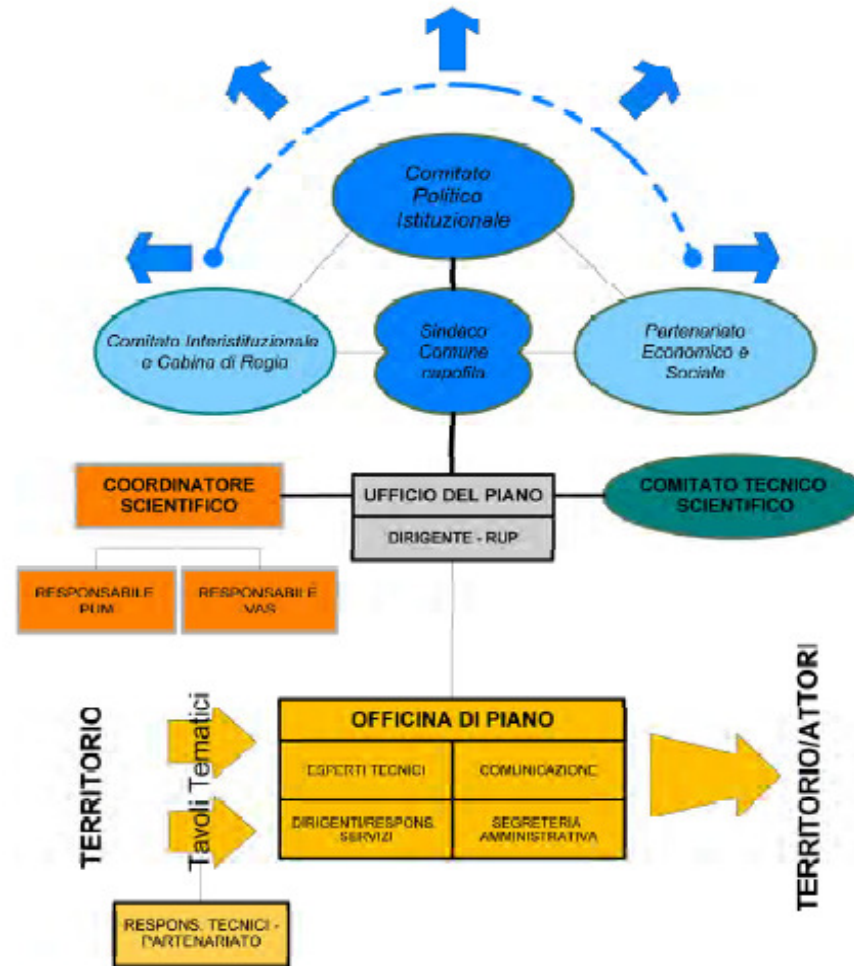 Comitato
Politico
Istituzionale
Comitato Interistituzionale
e Cabina di Regia
Sindaco
Comune
capofila
Partenariato
Economico e
Sociale
COORDINATORE
SCIENTIFICO
UFFICIO DEL PIANO
DIRIGENTE - RUP
COMITATO TECNICO
SCIENTIFICO
RESPONSABILE
PUM
RESPONSABILE
VAS
TERRITORIO
Tavoli Tematici
OFFICINA DI PIANO
ESPERTI TECNICI
COMUNICAZIONE
DIRIGENTI/RESPONS.
SERVIZI
SEGRETERIA
AMMINISTRATIVA
TERRITORIO/ATTORI
RESPONS. TECNICI -
PARTENARIATO